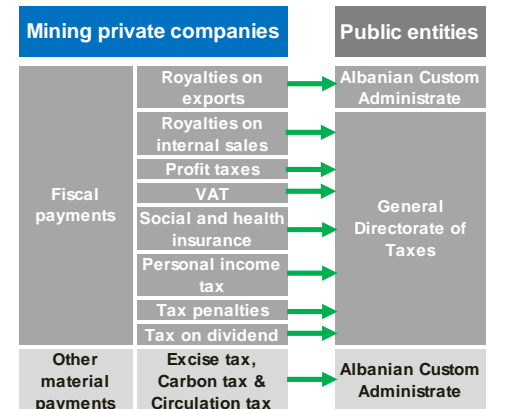 Mining private companies
Public entities
Royalties on
exports
Albanian Custom
Administrate
Royalties on
internal sales
Profit taxes
VAT
Social and health
insurance
Personal income
tax
Tax penalties
Tax on dividend
Fiscal
payments
General
Directorate of
Taxes
Other
material
payments
Excise tax,
Carbon tax &
Circulation tax
Albanian Custom
Administrate